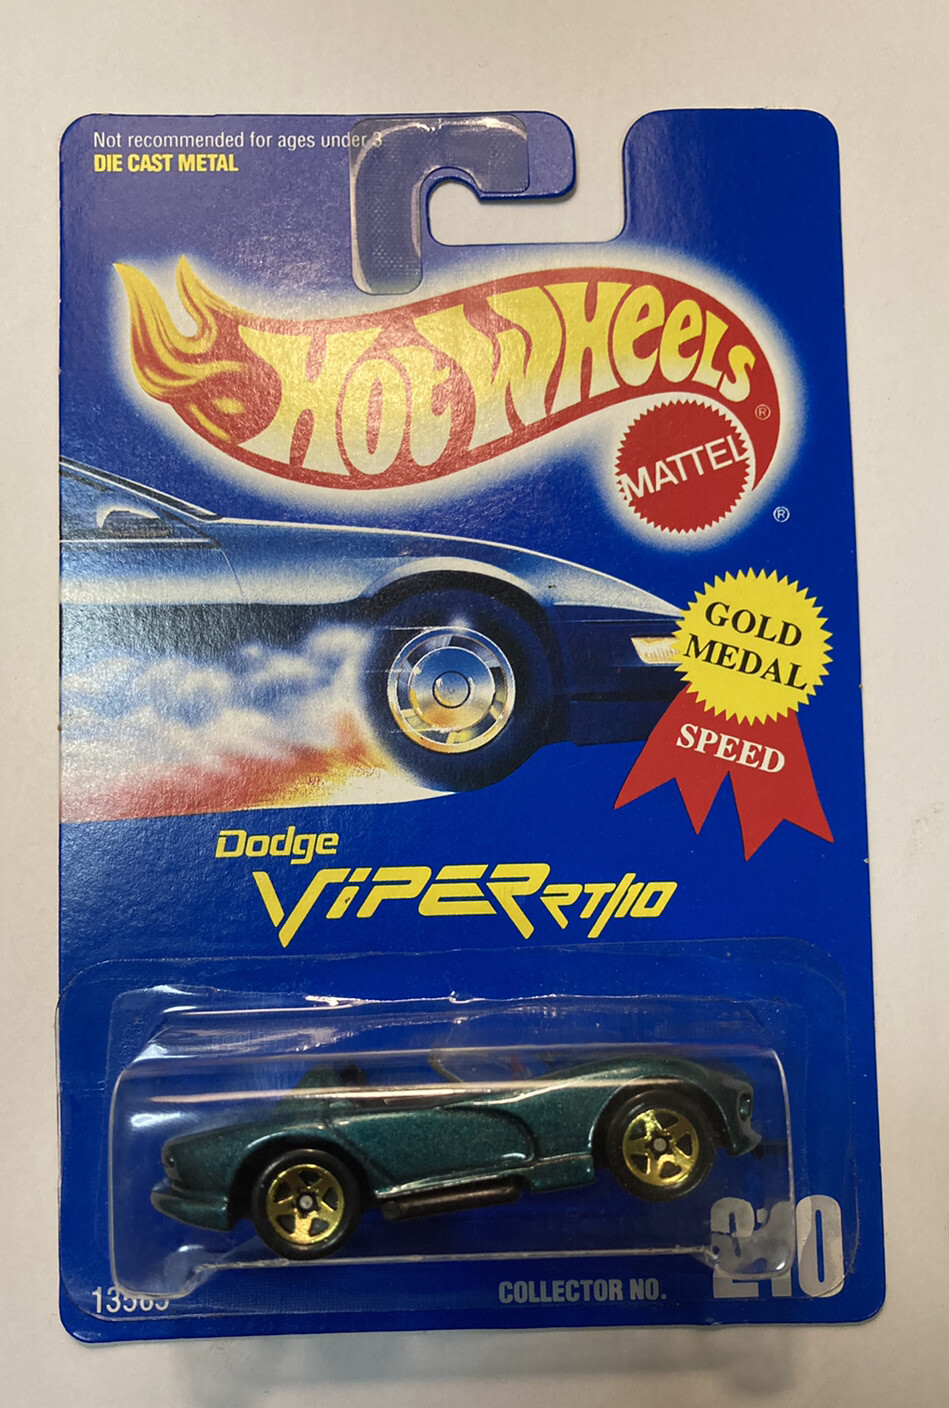 Not recommended for ages under 3
DIE CAST METAL
HOT WHEELS ®
MATTEL
®
GOLD
MEDAL
SPEED
Dodge
VIPER RT/10
COLLECTOR NO. 210